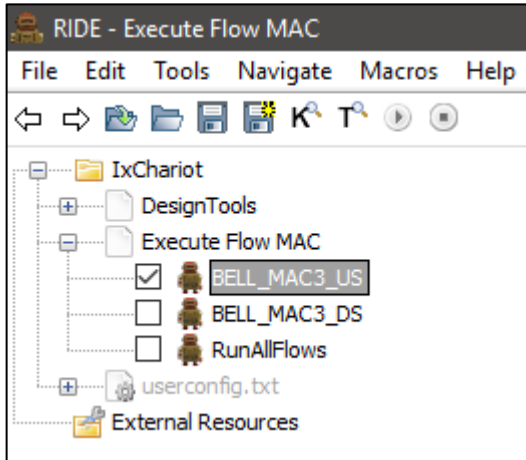 RIDE - Execute Flow MAC
File Edit Tools Navigate Macros Help
K T
IxChariot
DesignTools
Execute Flow MAC
BELL_MAC3_US
BELL_MAC3_DS
RunAllFlows
userconfig.txt
External Resources